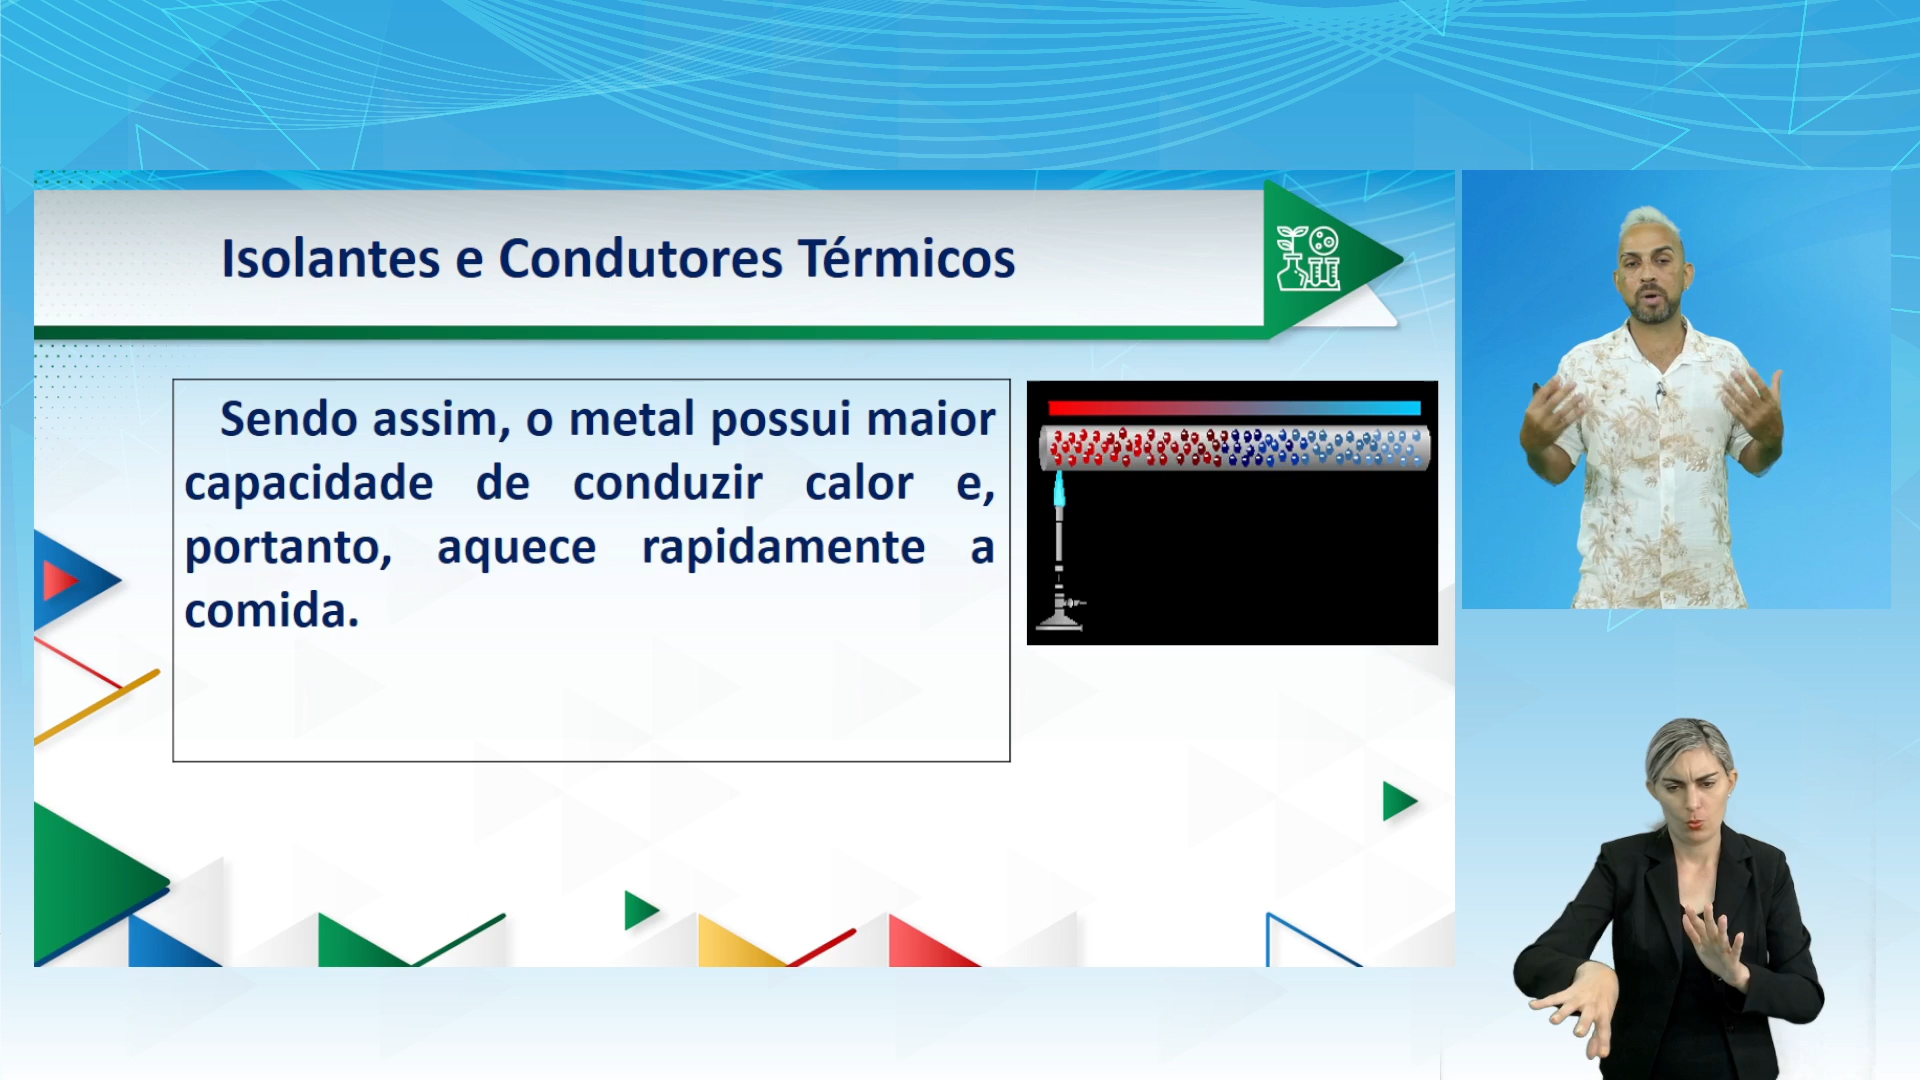 Isolantes e Condutores Térmicos
Sendo assim, o metal possui maior
capacidade de conduzir calor e,
portanto, aquece rapidamente a
comida.